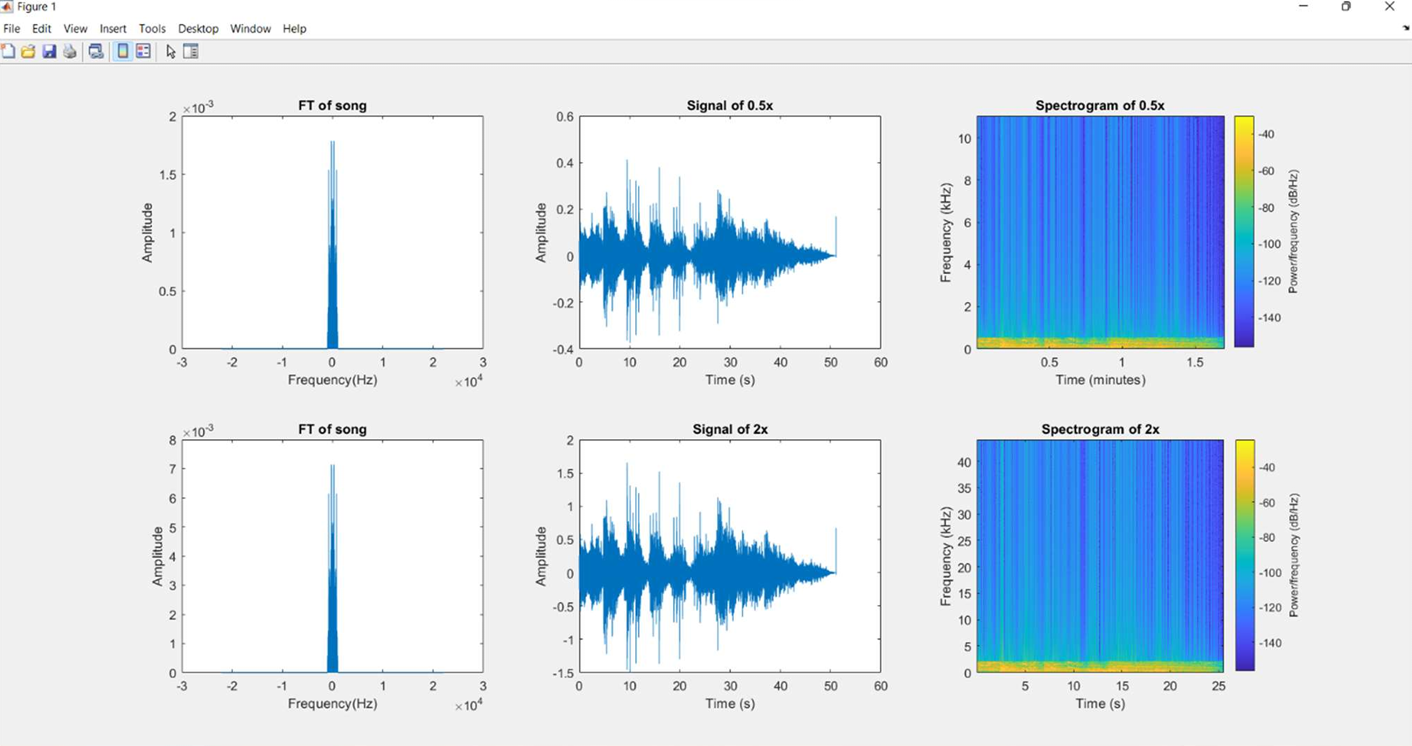 Figure 1
File Edit View Insert Tools Desktop Window Help
FT of song
×10⁻³
2
1.5
1
0.5
0
Amplitude
-3 -2 -1 0 1 2 3
Frequency(Hz)
×10⁴
Signal of 0.5x
0.6
0.4
0.2
0
-0.2
-0.4
Amplitude
0 10 20 30 40 50 60
Time (s)
Spectrogram of 0.5x
10
8
6
4
2
0
Frequency (kHz)
0.5 1 1.5
Time (minutes)
-40
-60
-80
-100
-120
-140
Power/frequency (dB/Hz)
FT of song
×10⁻³
8
7
6
5
4
3
2
1
0
Amplitude
-3 -2 -1 0 1 2 3
Frequency(Hz)
×10⁴
Signal of 2x
2
1.5
1
0.5
0
-0.5
-1
-1.5
Amplitude
0 10 20 30 40 50 60
Time (s)
Spectrogram of 2x
40
35
30
25
20
15
10
5
0
Frequency (kHz)
5 10 15 20 25
Time (s)
-40
-60
-80
-100
-120
-140
Power/frequency (dB/Hz)